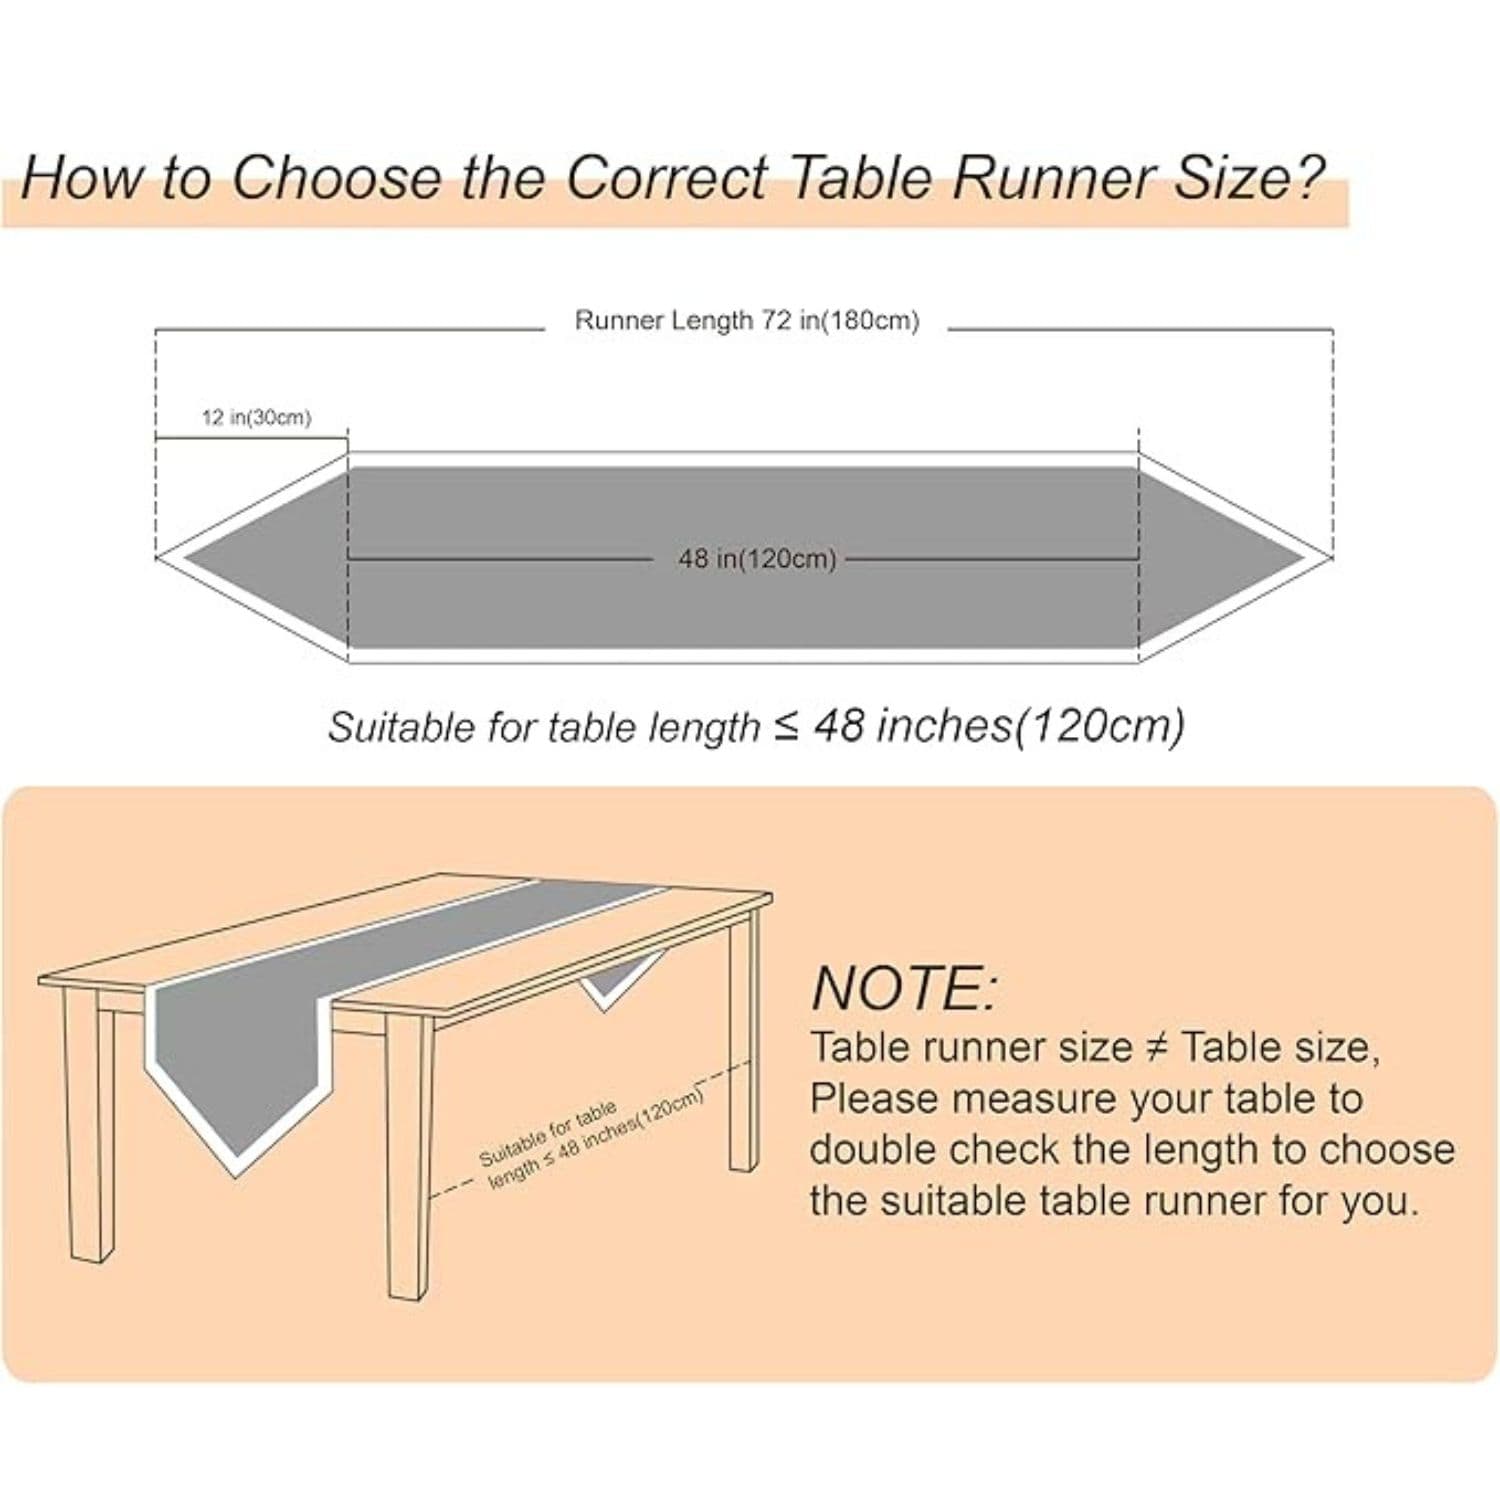 How to Choose the Correct Table Runner Size?
Runner Length 72 in(180cm)
12 in(30cm)
48 in(120cm)
Suitable for table length ≤ 48 inches(120cm)
NOTE:
Table runner size ≠ Table size,
Please measure your table to
double check the length to choose
the suitable table runner for you.
Suitable for table
length ≤ 48 inches(120cm)